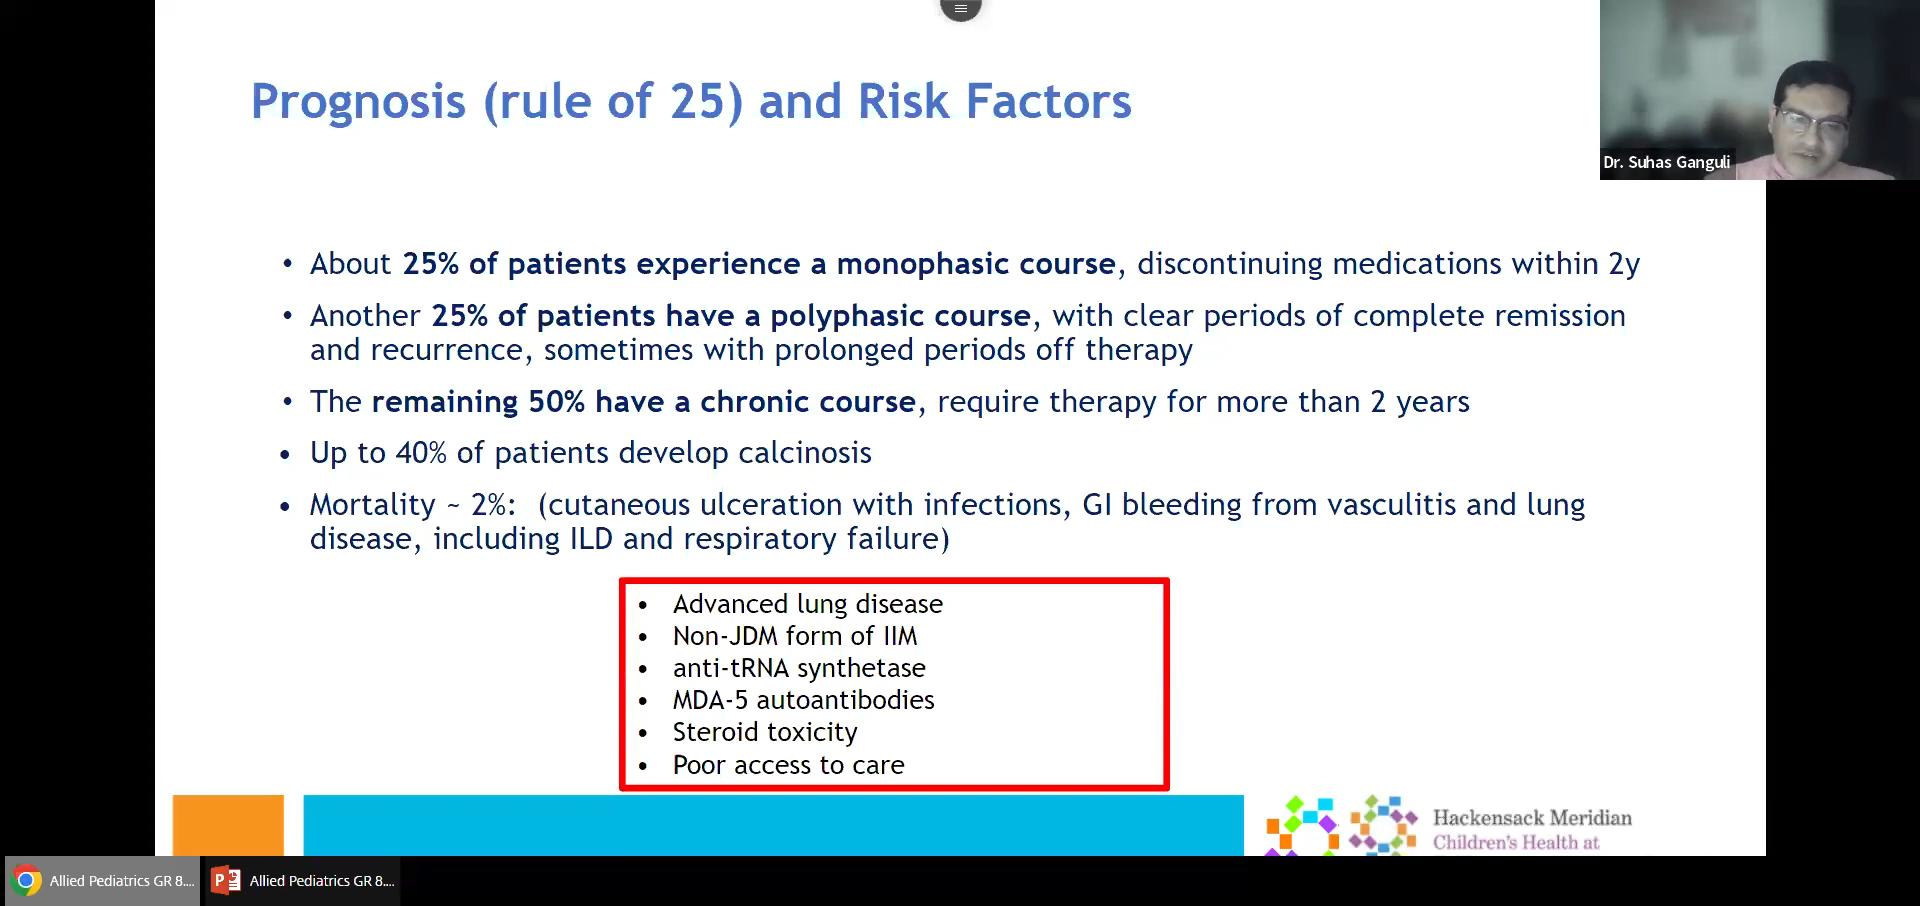 Prognosis (rule of 25) and Risk Factors
Dr. Suhas Ganguli
• About 25% of patients experience a monophasic course, discontinuing medications within 2y
• Another 25% of patients have a polyphasic course, with clear periods of complete remission
and recurrence, sometimes with prolonged periods off therapy
• The remaining 50% have a chronic course, require therapy for more than 2 years
• Up to 40% of patients develop calcinosis
• Mortality ~ 2%: (cutaneous ulceration with infections, GI bleeding from vasculitis and lung
disease, including ILD and respiratory failure)
• Advanced lung disease
• Non-JDM form of IIM
• anti-tRNA synthetase
• MDA-5 autoantibodies
• Steroid toxicity
• Poor access to care
Hackensack Meridian
Children's Health at
Allied Pediatrics GR 8....
P
Allied Pediatrics GR 8....